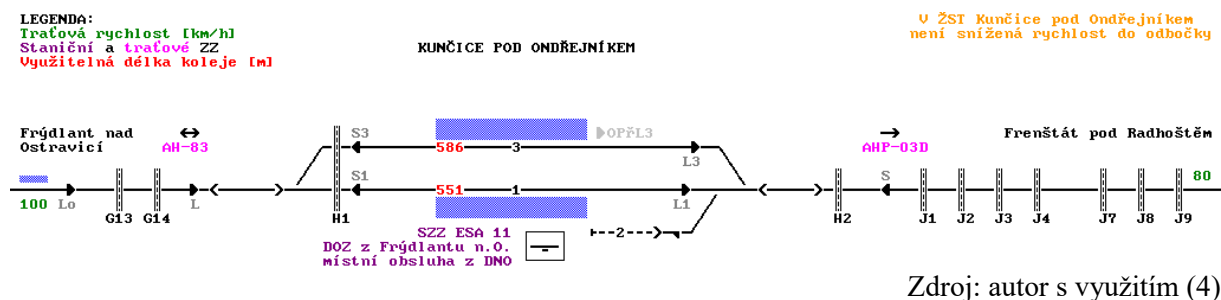 LEGENDA:
Traťová rychlost [km/h]
Staniční a traťové ZZ
Využitelná délka koleje [m]
KUNČICE POD ONDŘEJNÍKEM
V ŽST Kunčice pod Ondřejníkem
není snížená rychlost do odbočky
Frýdlant nad
Ostravicí
AH-83
S3
OPřL3
AHP-03D
Frenštát pod Radhoštěm
586 3
L3
S1
S
551 1
80
100 Lo
G13 G14
L
H1
L1
H2
J1 J2 J3 J4 J7 J8 J9
SZZ ESA 11
DOZ z Frýdlantu n.O.
místní obsluha z DNO
2
Zdroj: autor s využitím (4)